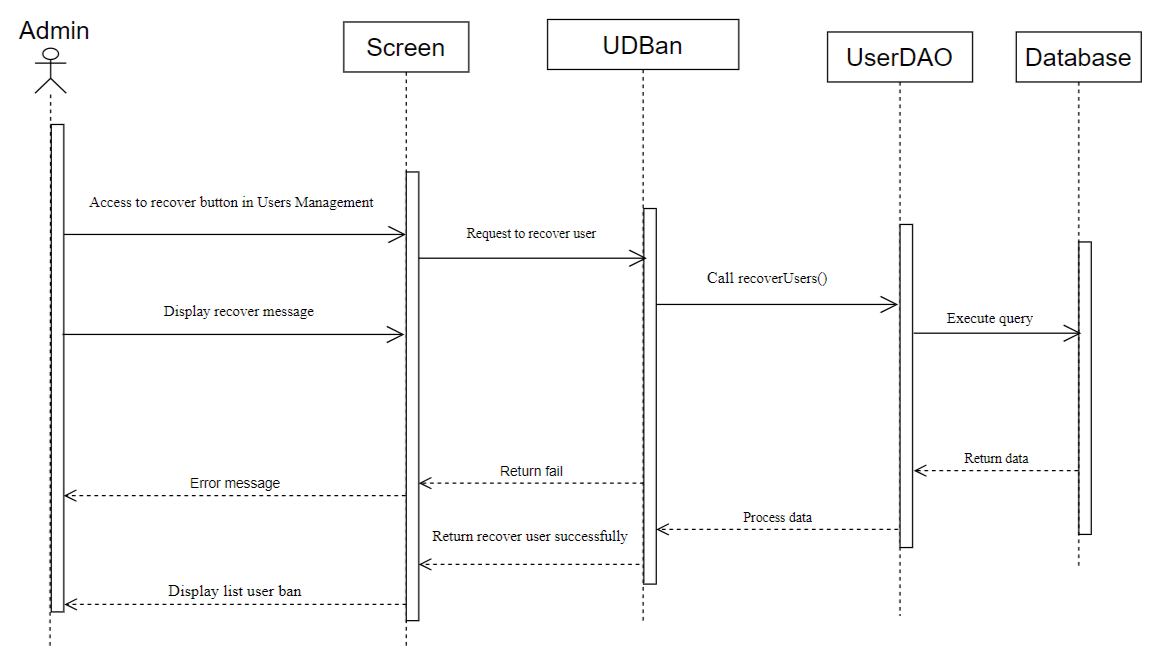 Admin
Screen
UDBan
UserDAO
Database
Access to recover button in Users Management
Request to recover user
Call recoverUsers()
Display recover message
Execute query
Return data
Return fail
Error message
Process data
Return recover user successfully
Display list user ban